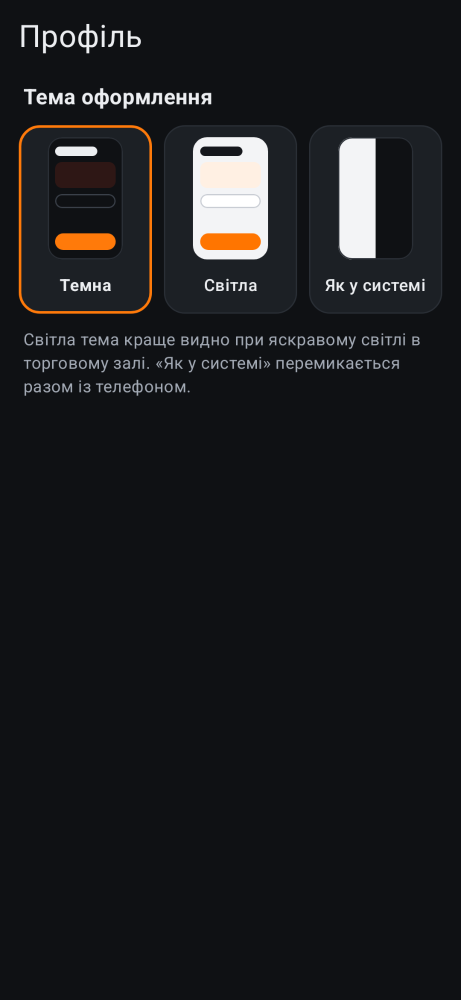 Профіль
Тема оформлення
Темна
Світла
Як у системі
Світла тема краще видно при яскравому світлі в
торговому залі. «Як у системі» перемикається
разом із телефоном.